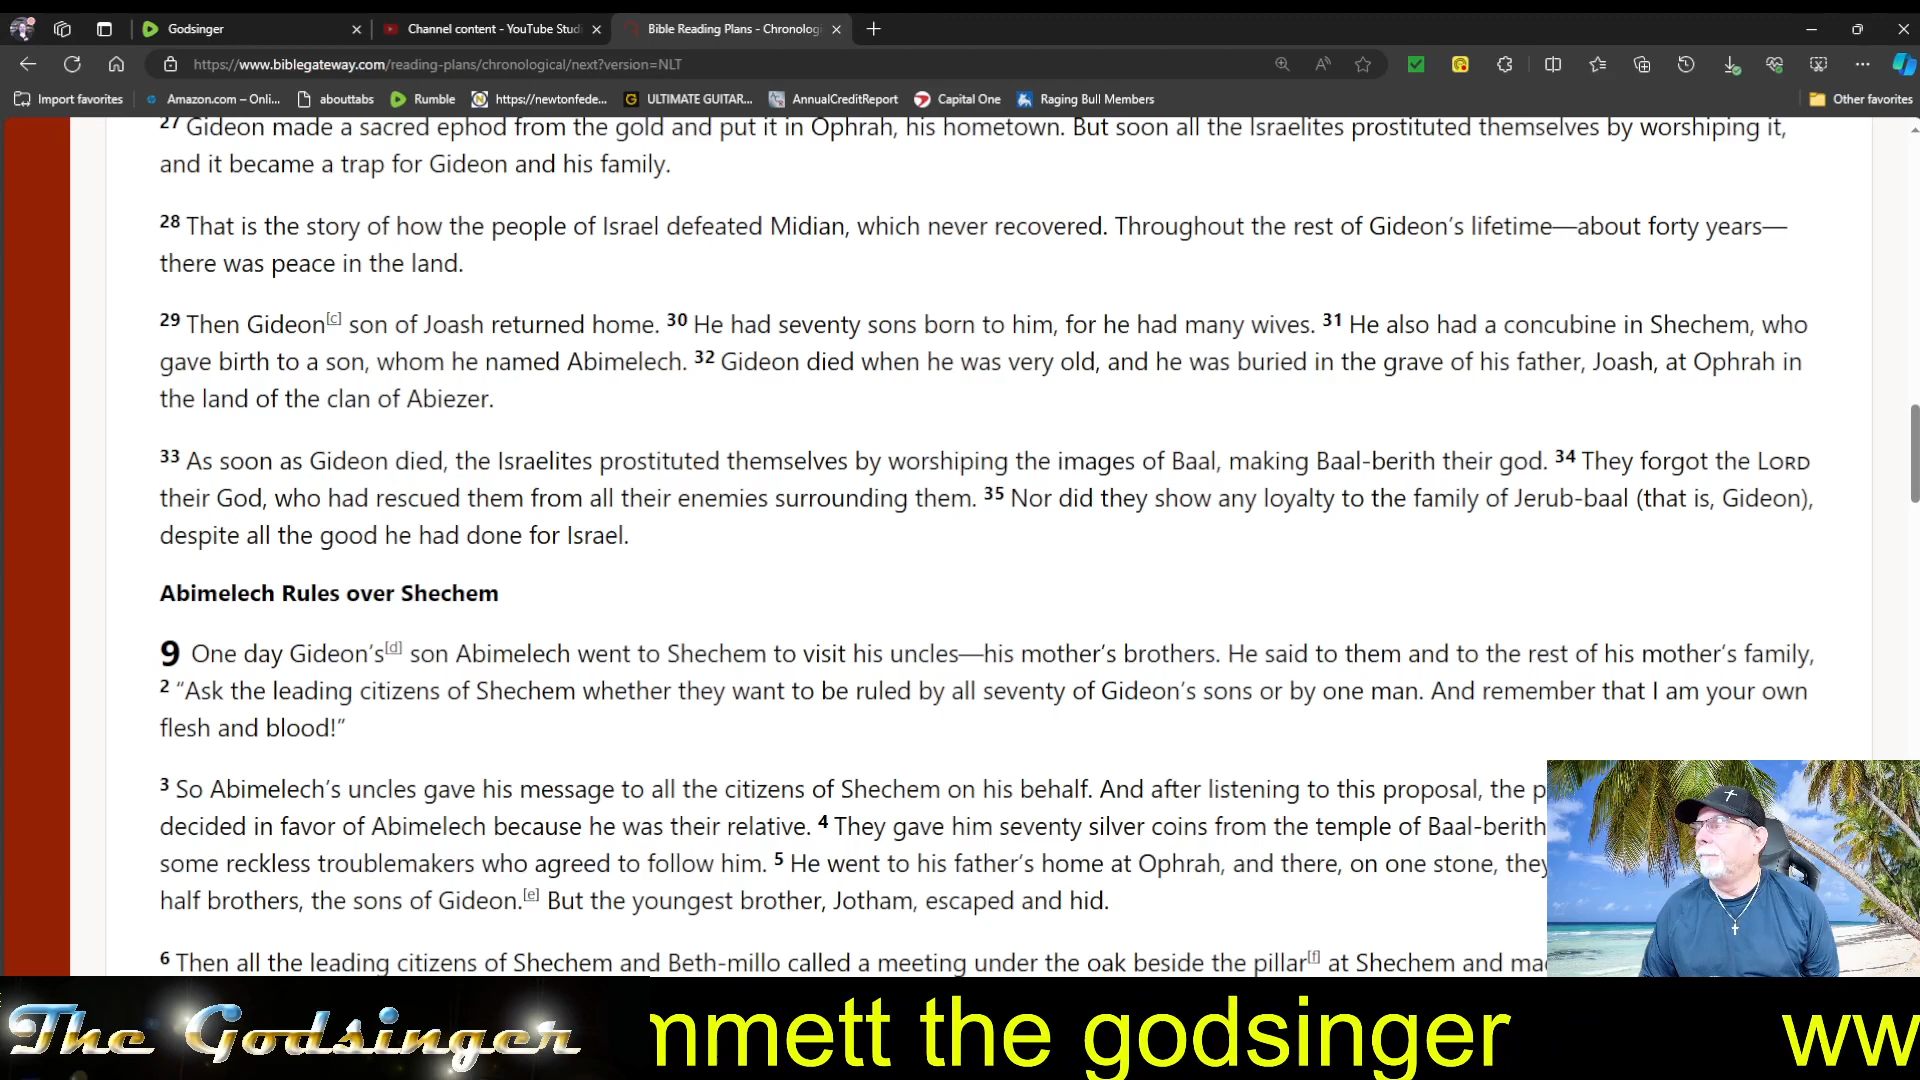 Godsinger
Channel content - YouTube Studi
Bible Reading Plans - Chronolog
https://www.biblegateway.com/reading-plans/chronological/next?version=NLT
Import favorites
Amazon.com – Onli...
abouttabs
Rumble
https://newtonfede...
ULTIMATE GUITAR...
AnnualCreditReport
Capital One
Raging Bull Members
Other favorites
27 Gideon made a sacred ephod from the gold and put it in Ophrah, his hometown. But soon all the Israelites prostituted themselves by worshiping it,
and it became a trap for Gideon and his family.
28 That is the story of how the people of Israel defeated Midian, which never recovered. Throughout the rest of Gideon’s lifetime—about forty years—
there was peace in the land.
29 Then Gideon[c] son of Joash returned home. 30 He had seventy sons born to him, for he had many wives. 31 He also had a concubine in Shechem, who
gave birth to a son, whom he named Abimelech. 32 Gideon died when he was very old, and he was buried in the grave of his father, Joash, at Ophrah in
the land of the clan of Abiezer.
33 As soon as Gideon died, the Israelites prostituted themselves by worshiping the images of Baal, making Baal-berith their god. 34 They forgot the LORD
their God, who had rescued them from all their enemies surrounding them. 35 Nor did they show any loyalty to the family of Jerub-baal (that is, Gideon),
despite all the good he had done for Israel.
Abimelech Rules over Shechem
9 One day Gideon’s[d] son Abimelech went to Shechem to visit his uncles—his mother’s brothers. He said to them and to the rest of his mother’s family,
2 “Ask the leading citizens of Shechem whether they want to be ruled by all seventy of Gideon’s sons or by one man. And remember that I am your own
flesh and blood!”
3 So Abimelech’s uncles gave his message to all the citizens of Shechem on his behalf. And after listening to this proposal, the p
decided in favor of Abimelech because he was their relative. 4 They gave him seventy silver coins from the temple of Baal-berith
some reckless troublemakers who agreed to follow him. 5 He went to his father’s home at Ophrah, and there, on one stone, they
half brothers, the sons of Gideon.[e] But the youngest brother, Jotham, escaped and hid.
6 Then all the leading citizens of Shechem and Beth-millo called a meeting under the oak beside the pillar[f] at Shechem and ma
The Godsinger
nmett the godsinger
ww